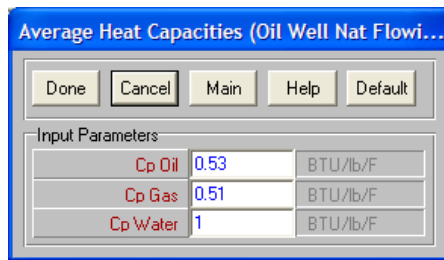 Average Heat Capacities (Oil Well Nat Flowi...
Done Cancel Main Help Default
Input Parameters
Cp Oil 0.53 BTU/lb/F
Cp Gas 0.51 BTU/lb/F
Cp Water 1 BTU/lb/F